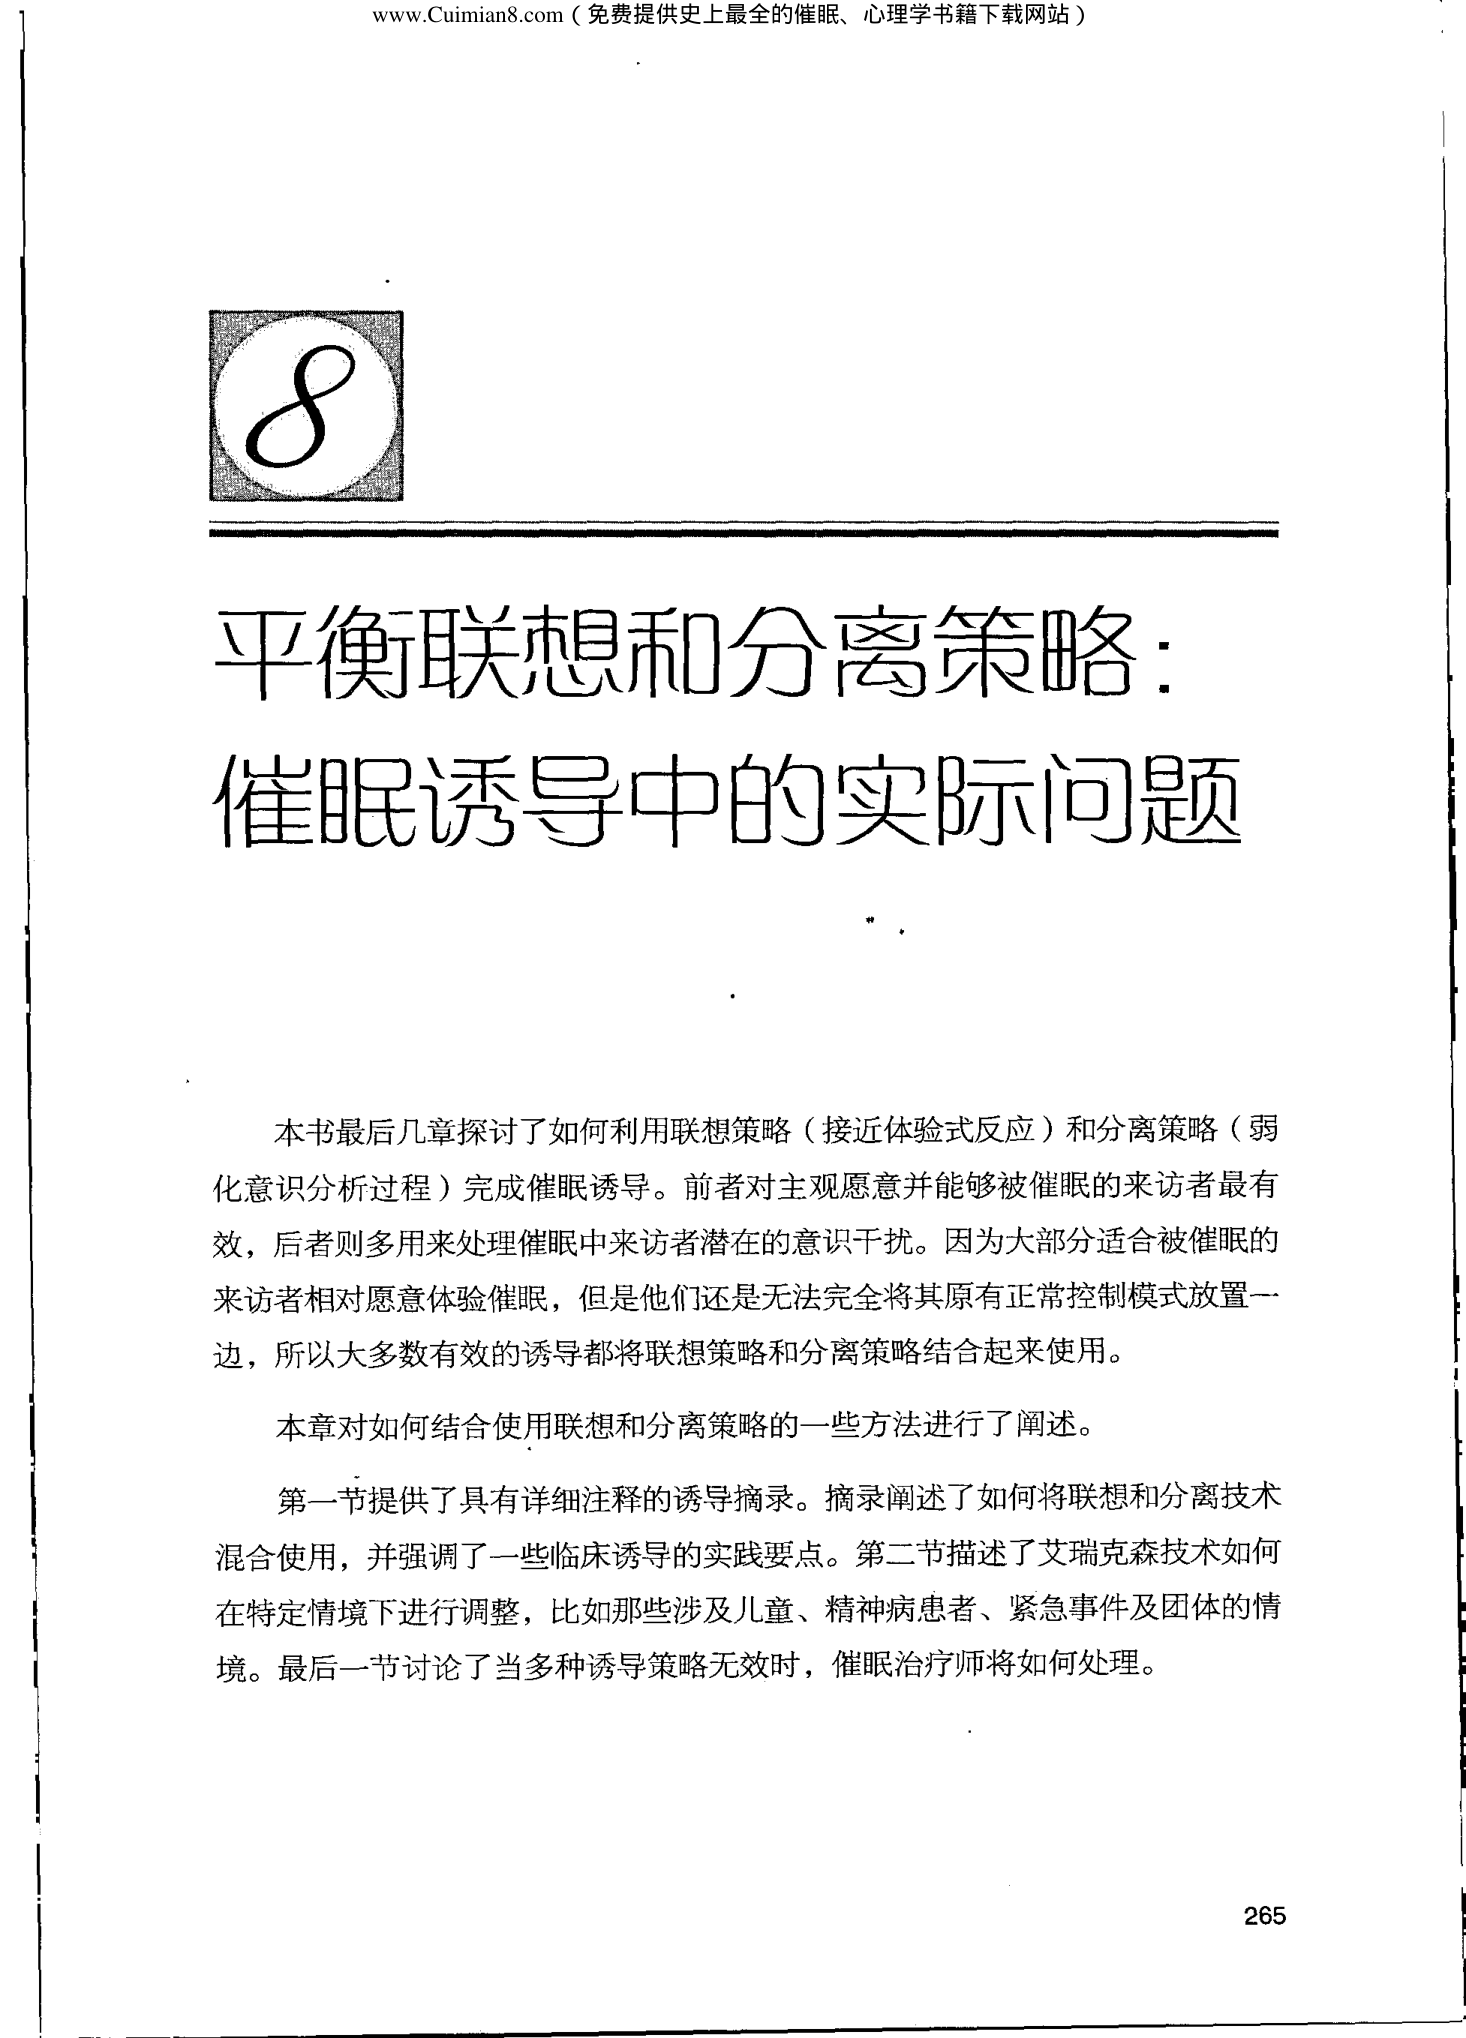 www.Cuimian8.com（免费提供史上最全的催眠、心理学书籍下载网站）
8
平衡联想和分离策略：
催眠诱导中的实际问题
本书最后几章探讨了如何利用联想策略（接近体验式反应）和分离策略（弱
化意识分析过程）完成催眠诱导。前者对主观愿意并能够被催眠的来访者最有
效，后者则多用来处理催眠中来访者潜在的意识干扰。因为大部分适合被催眠的
来访者相对愿意体验催眠，但是他们还是无法完全将其原有正常控制模式放置一
边，所以大多数有效的诱导都将联想策略和分离策略结合起来使用。
本章对如何结合使用联想和分离策略的一些方法进行了阐述。
第一节提供了具有详细注释的诱导摘录。摘录阐述了如何将联想和分离技术
混合使用，并强调了一些临床诱导的实践要点。第二节描述了艾瑞克森技术如何
在特定情境下进行调整，比如那些涉及儿童、精神病患者、紧急事件及团体的情
境。最后一节讨论了当多种诱导策略无效时，催眠治疗师将如何处理。
265